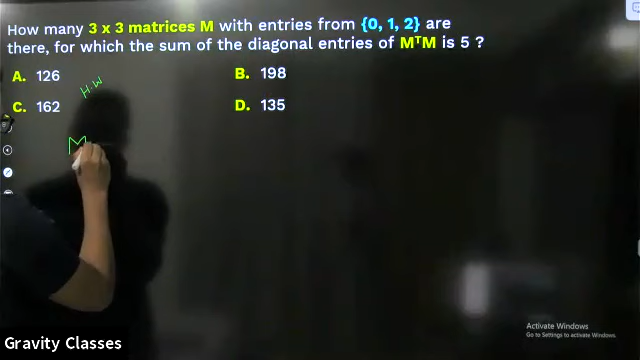 How many 3 x 3 matrices M with entries from {0, 1, 2} are
there, for which the sum of the diagonal entries of MᵀM is 5 ?
A. 126
B. 198
H.W
C. 162
D. 135
M
Activate Windows
Go to Settings to activate Windows.
Gravity Classes